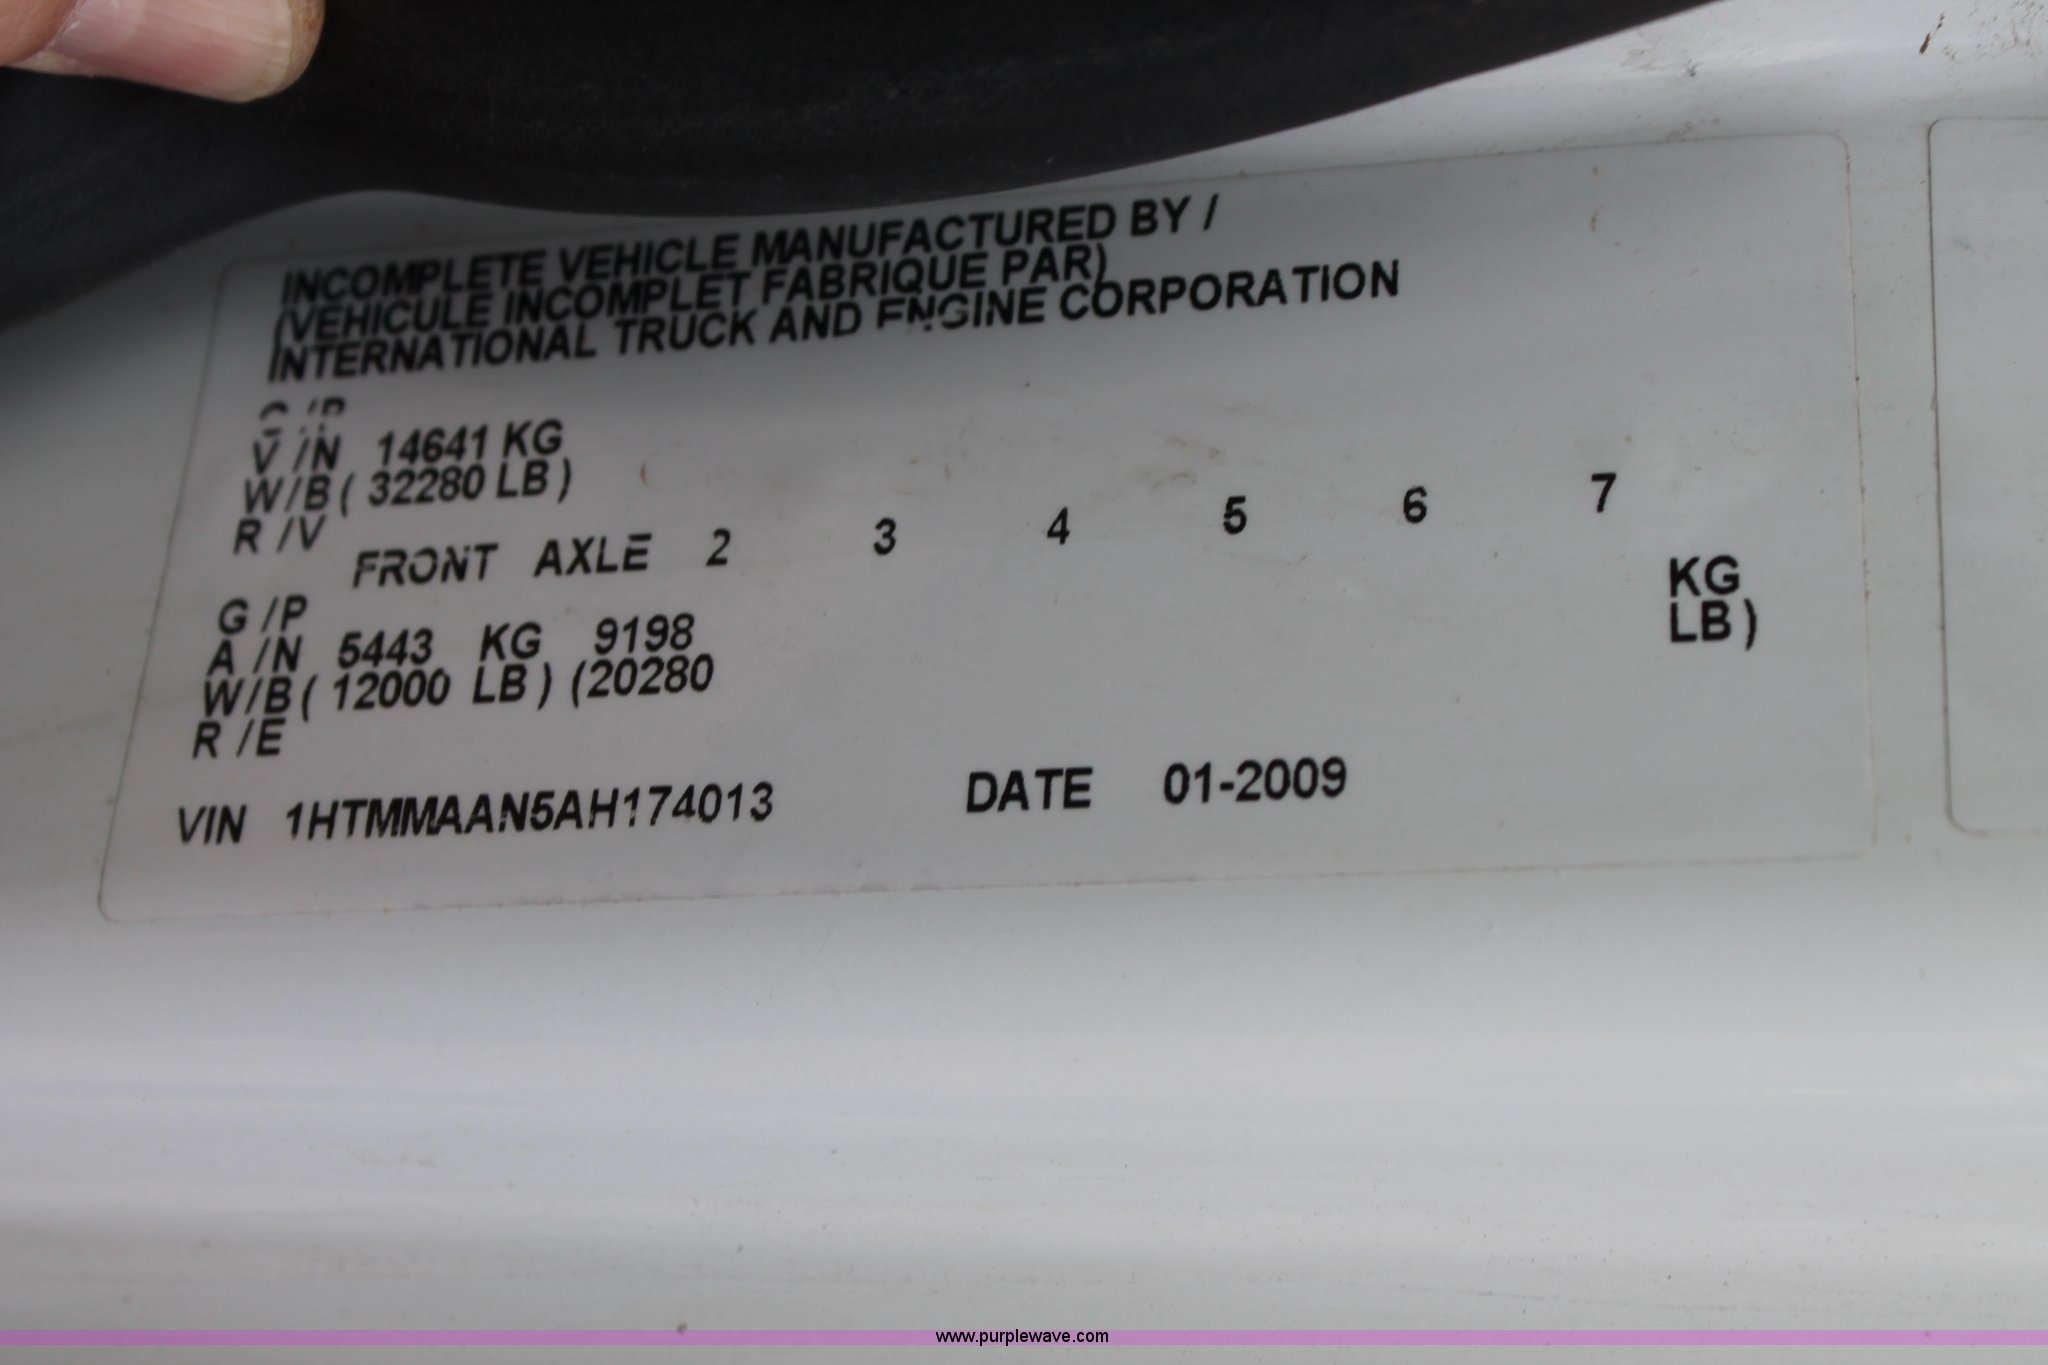 INCOMPLETE VEHICLE MANUFACTURED BY /
(VEHICULE INCOMPLET FABRIQUE PAR)
INTERNATIONAL TRUCK AND ENGINE CORPORATION
G /P
V /N 14641 KG
W/B ( 32280 LB )
R /V
FRONT AXLE 2 3 4 5 6 7
G /P KG
A /N 5443 KG 9198 LB )
W/B ( 12000 LB ) (20280
R /E
VIN 1HTMMAAN5AH174013 DATE 01-2009
www.purplewave.com